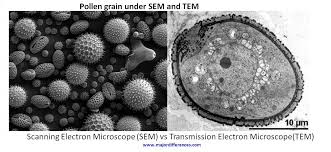 Pollen grain under SEM and TEM
10 μm
Scanning Electron Microscope (SEM) vs Transmission Electron Microscope(TEM)
www.majordifferences.com